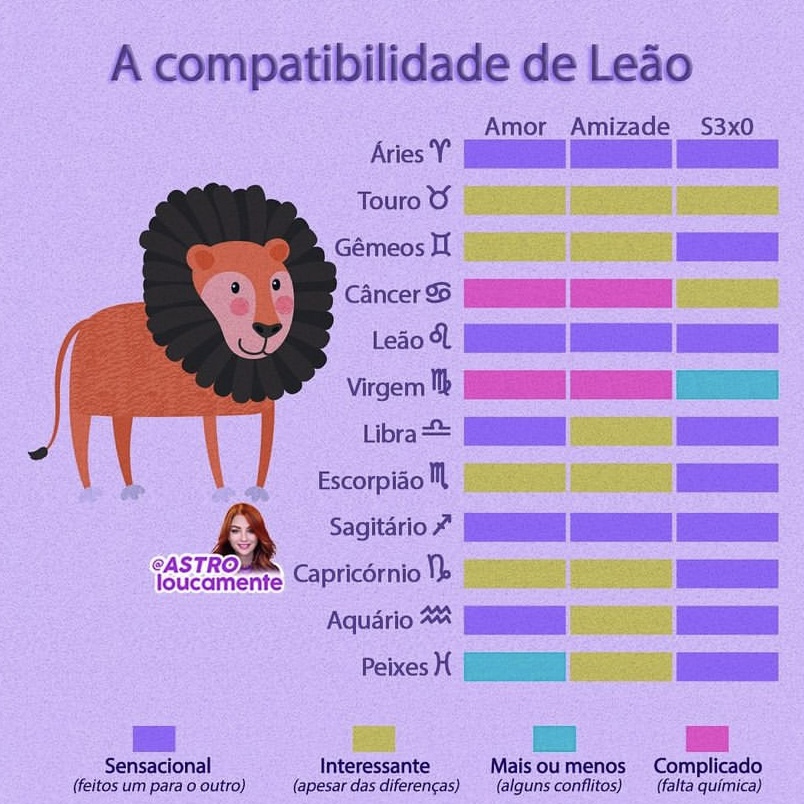 A compatibilidade de Leão
Amor Amizade S3x0
Áries ♈
Touro ♉
Gêmeos ♊
Câncer ♋
Leão ♌
Virgem ♍
Libra ♎
Escorpião ♏
Sagitário ♐
Capricórnio ♑
Aquário ♒
Peixes ♓
@ASTRO
loucamente
Sensacional Interessante Mais ou menos Complicado
(feitos um para o outro) (apesar das diferenças) (alguns conflitos) (falta química)